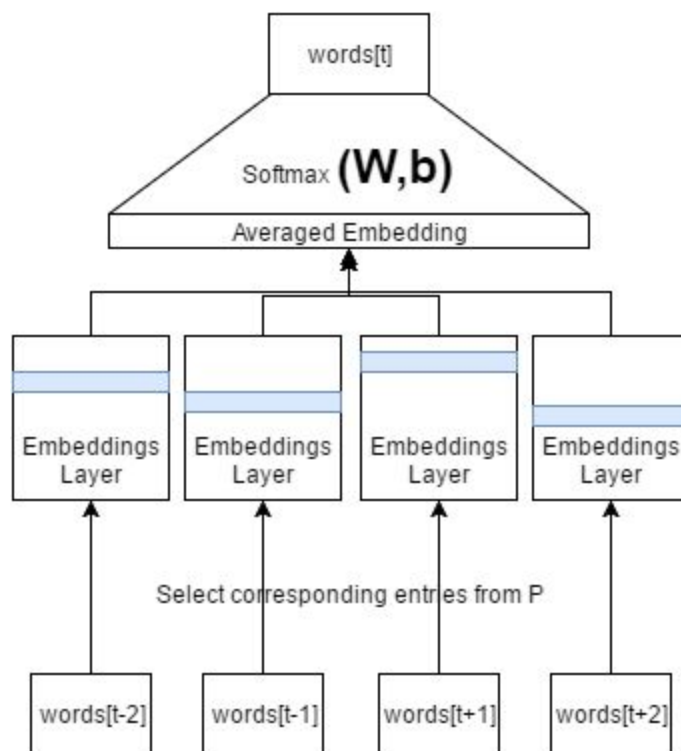 words[t]
Softmax (W,b)
Averaged Embedding
Embeddings Layer
Embeddings Layer
Embeddings Layer
Embeddings Layer
Select corresponding entries from P
words[t-2]
words[t-1]
words[t+1]
words[t+2]